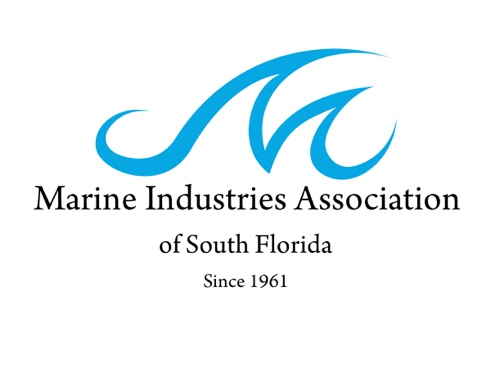 Marine Industries Association
of South Florida
Since 1961